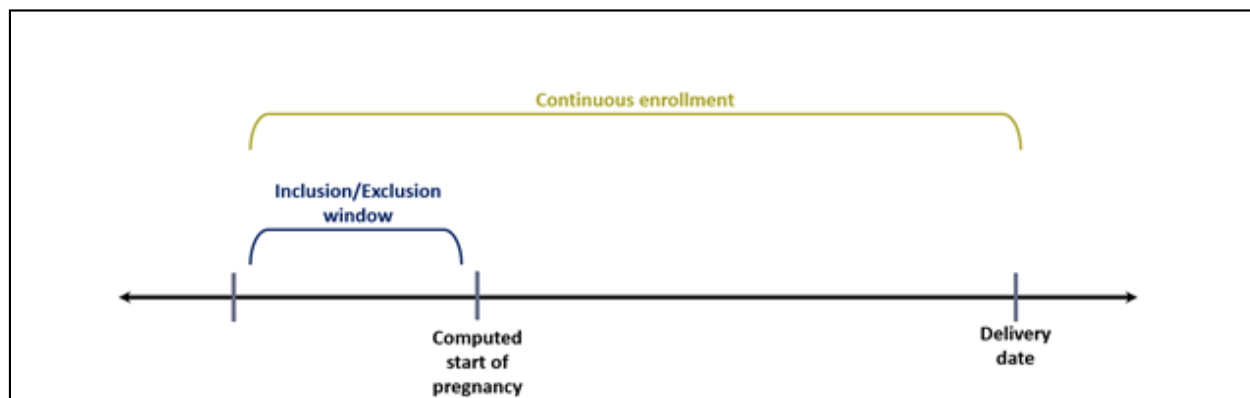 Continuous enrollment
Inclusion/Exclusion
window
Computed
start of
pregnancy
Delivery
date